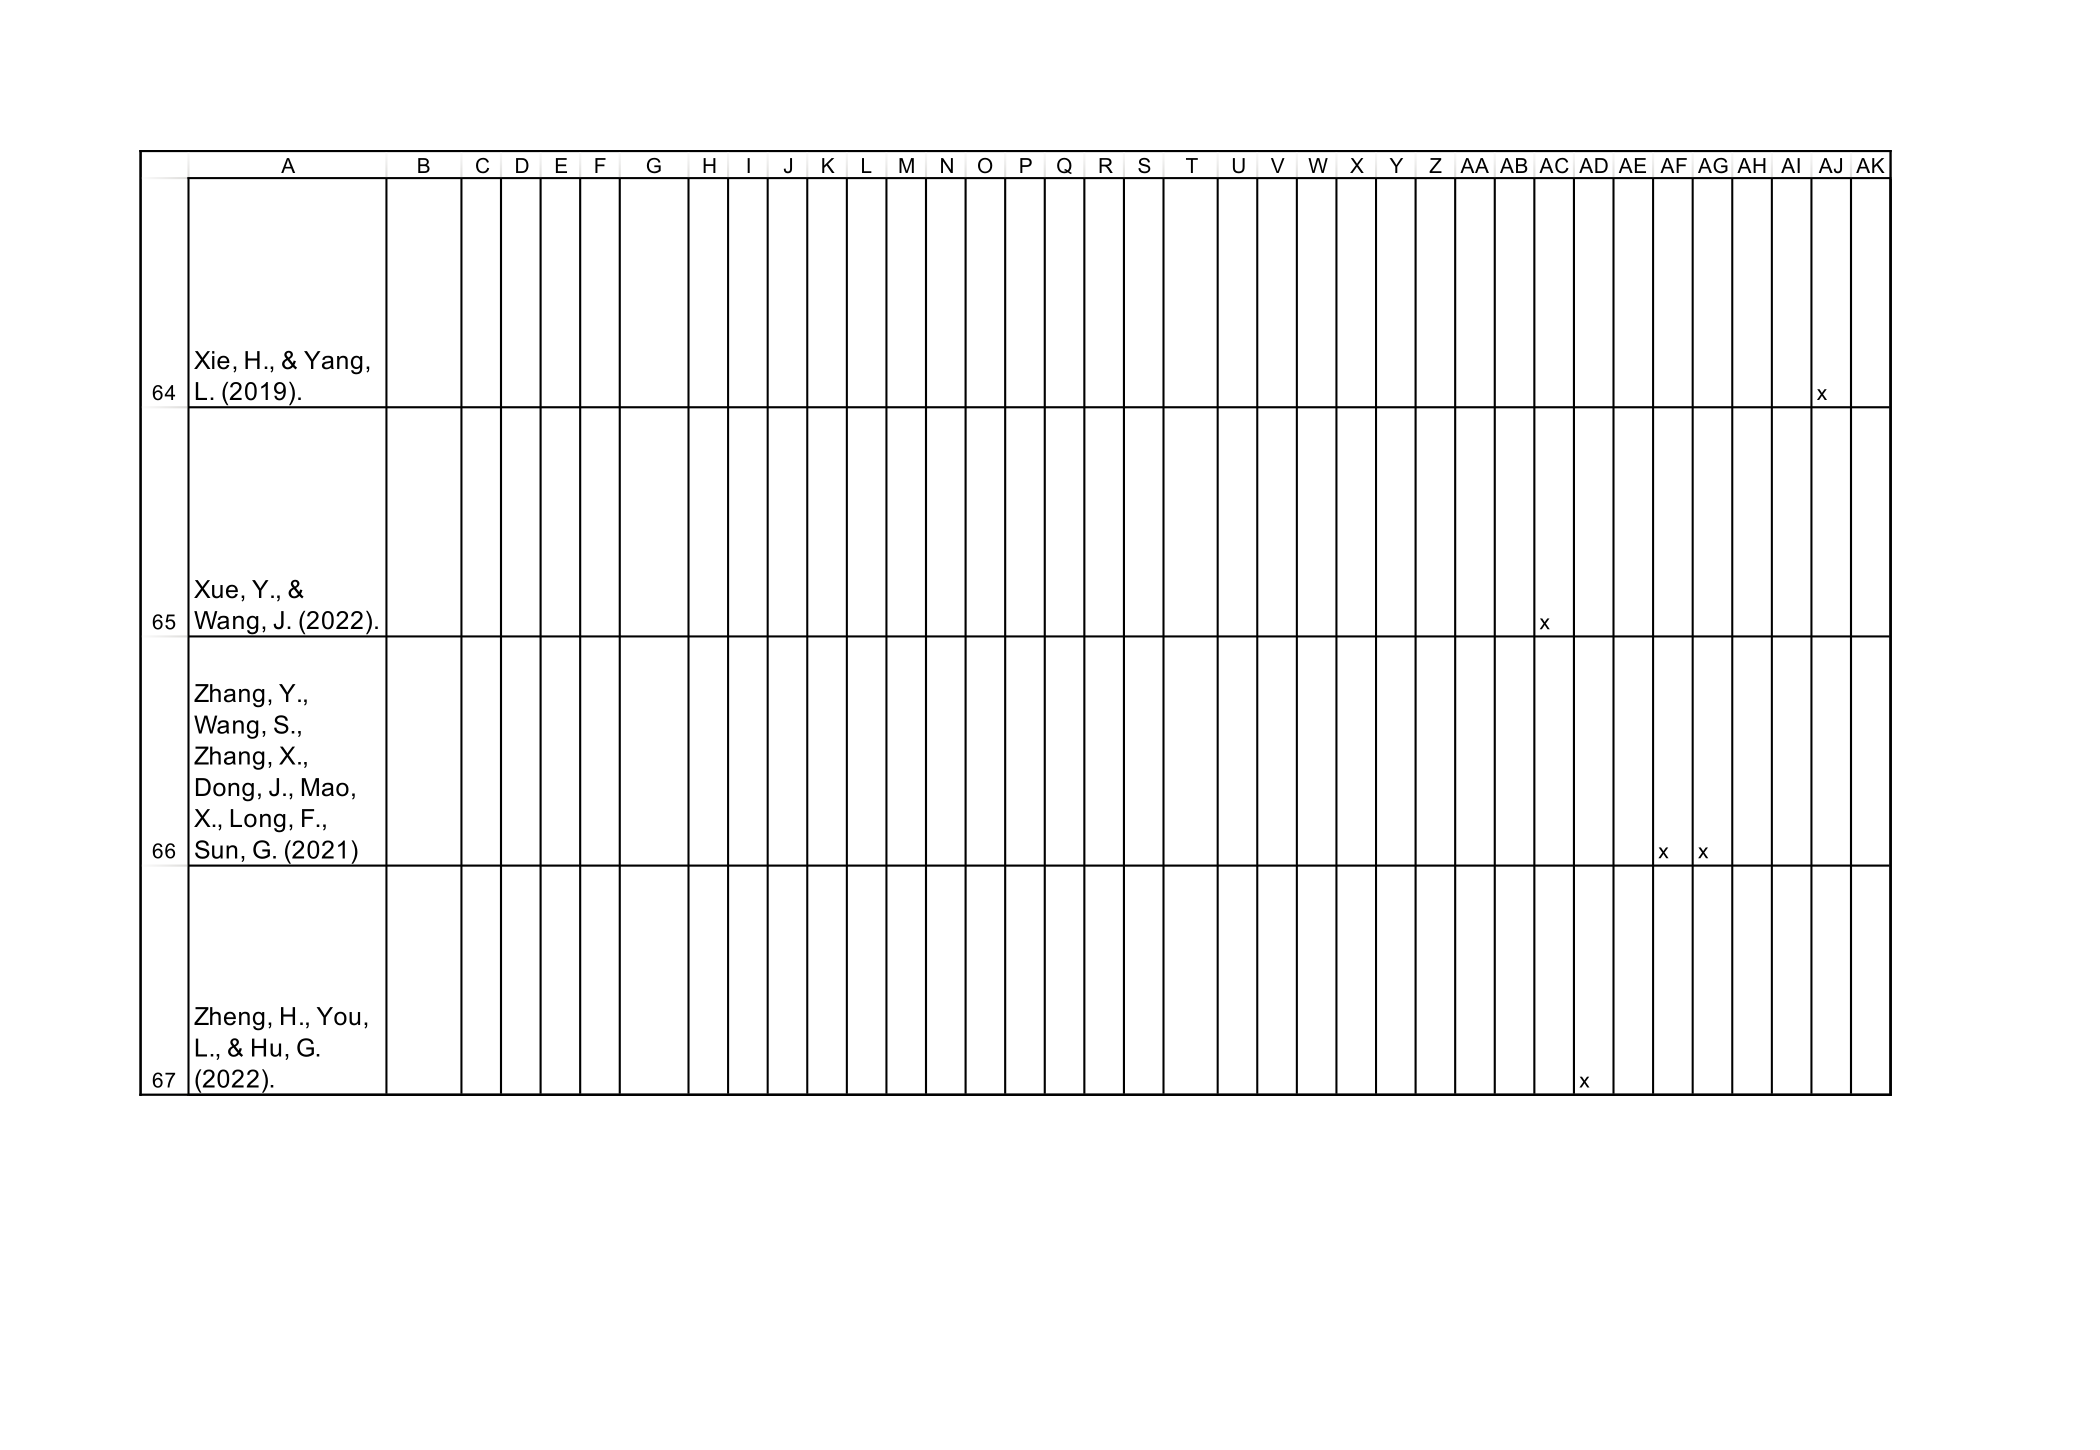 A B C D E F G H I J K L M N O P Q R S T U V W X Y Z AA AB AC AD AE AF AG AH AI AJ AK
Xie, H., & Yang,
64 L. (2019). x
Xue, Y., &
65 Wang, J. (2022). x
Zhang, Y.,
Wang, S.,
Zhang, X.,
Dong, J., Mao,
X., Long, F.,
66 Sun, G. (2021) x x
Zheng, H., You,
L., & Hu, G.
67 (2022). x